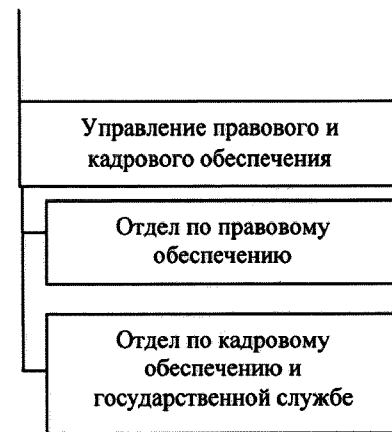 Управление правового и
кадрового обеспечения
Отдел по правовому
обеспечению
Отдел по кадровому
обеспечению и
государственной службе